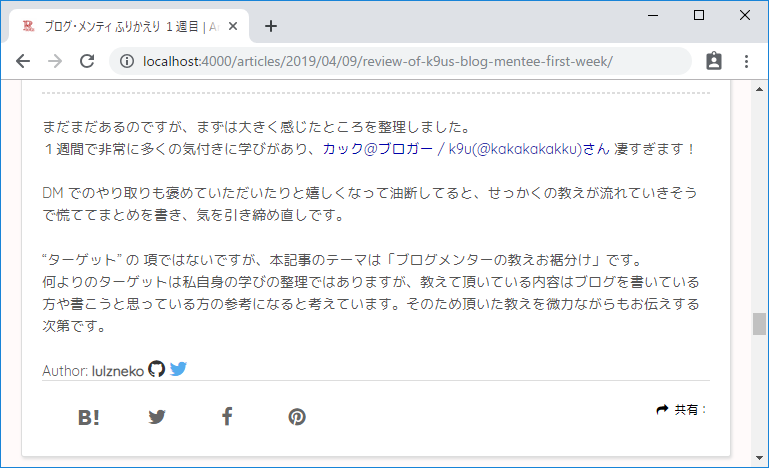 ブログ・メンティ ふりかえり 1 週目 | A
localhost:4000/articles/2019/04/09/review-of-k9us-blog-mentee-first-week/
まだまだあるのですが、まずは大きく感じたところを整理しました。
1週間で非常に多くの気付きに学びがあり、カック@ブロガー / k9u(@kakakakakku)さん 凄すぎます！
DM でのやり取りも褒めていただいたりと嬉しくなって油断してると、せっかくの教えが流れていきそう
で慌ててまとめを書き、気を引き締め直しです。
“ターゲット” の 項ではないですが、本記事のテーマは「ブログメンターの教えお裾分け」です。
何よりのターゲットは私自身の学びの整理ではありますが、教えて頂いている内容はブログを書いている
方や書こうと思っている方の参考になると考えています。そのため頂いた教えを微力ながらもお伝えする
次第です。
Author: lulzneko
B! 共有：